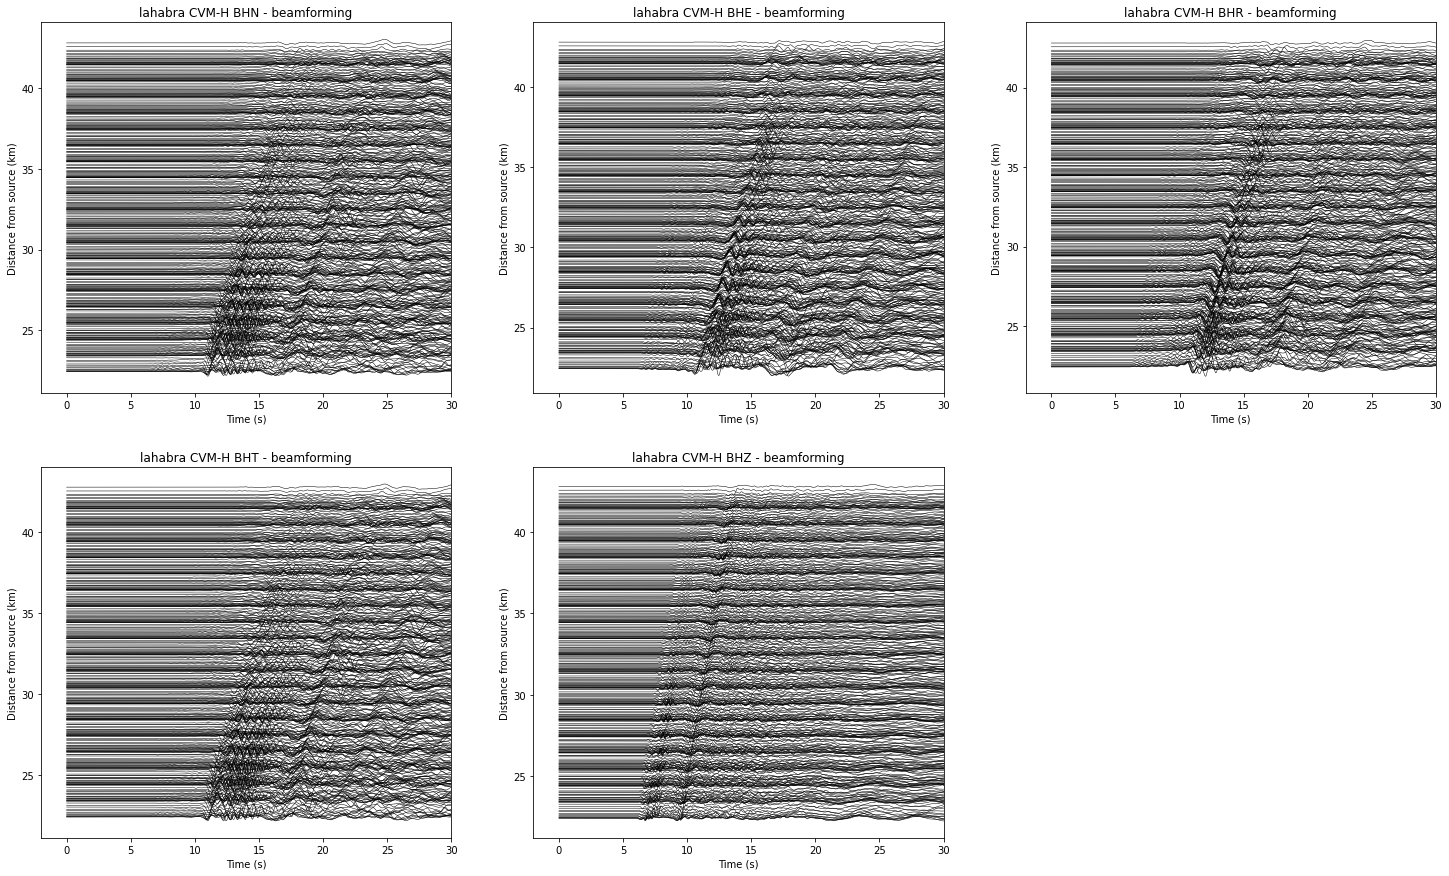 lahabra CVM-H BHN - beamforming
Distance from source (km)
40
35
30
25
0 5 10 15 20 25 30
Time (s)
lahabra CVM-H BHE - beamforming
Distance from source (km)
40
35
30
25
0 5 10 15 20 25 30
Time (s)
lahabra CVM-H BHR - beamforming
Distance from source (km)
40
35
30
25
0 5 10 15 20 25 30
Time (s)
lahabra CVM-H BHT - beamforming
Distance from source (km)
40
35
30
25
0 5 10 15 20 25 30
Time (s)
lahabra CVM-H BHZ - beamforming
Distance from source (km)
40
35
30
25
0 5 10 15 20 25 30
Time (s)